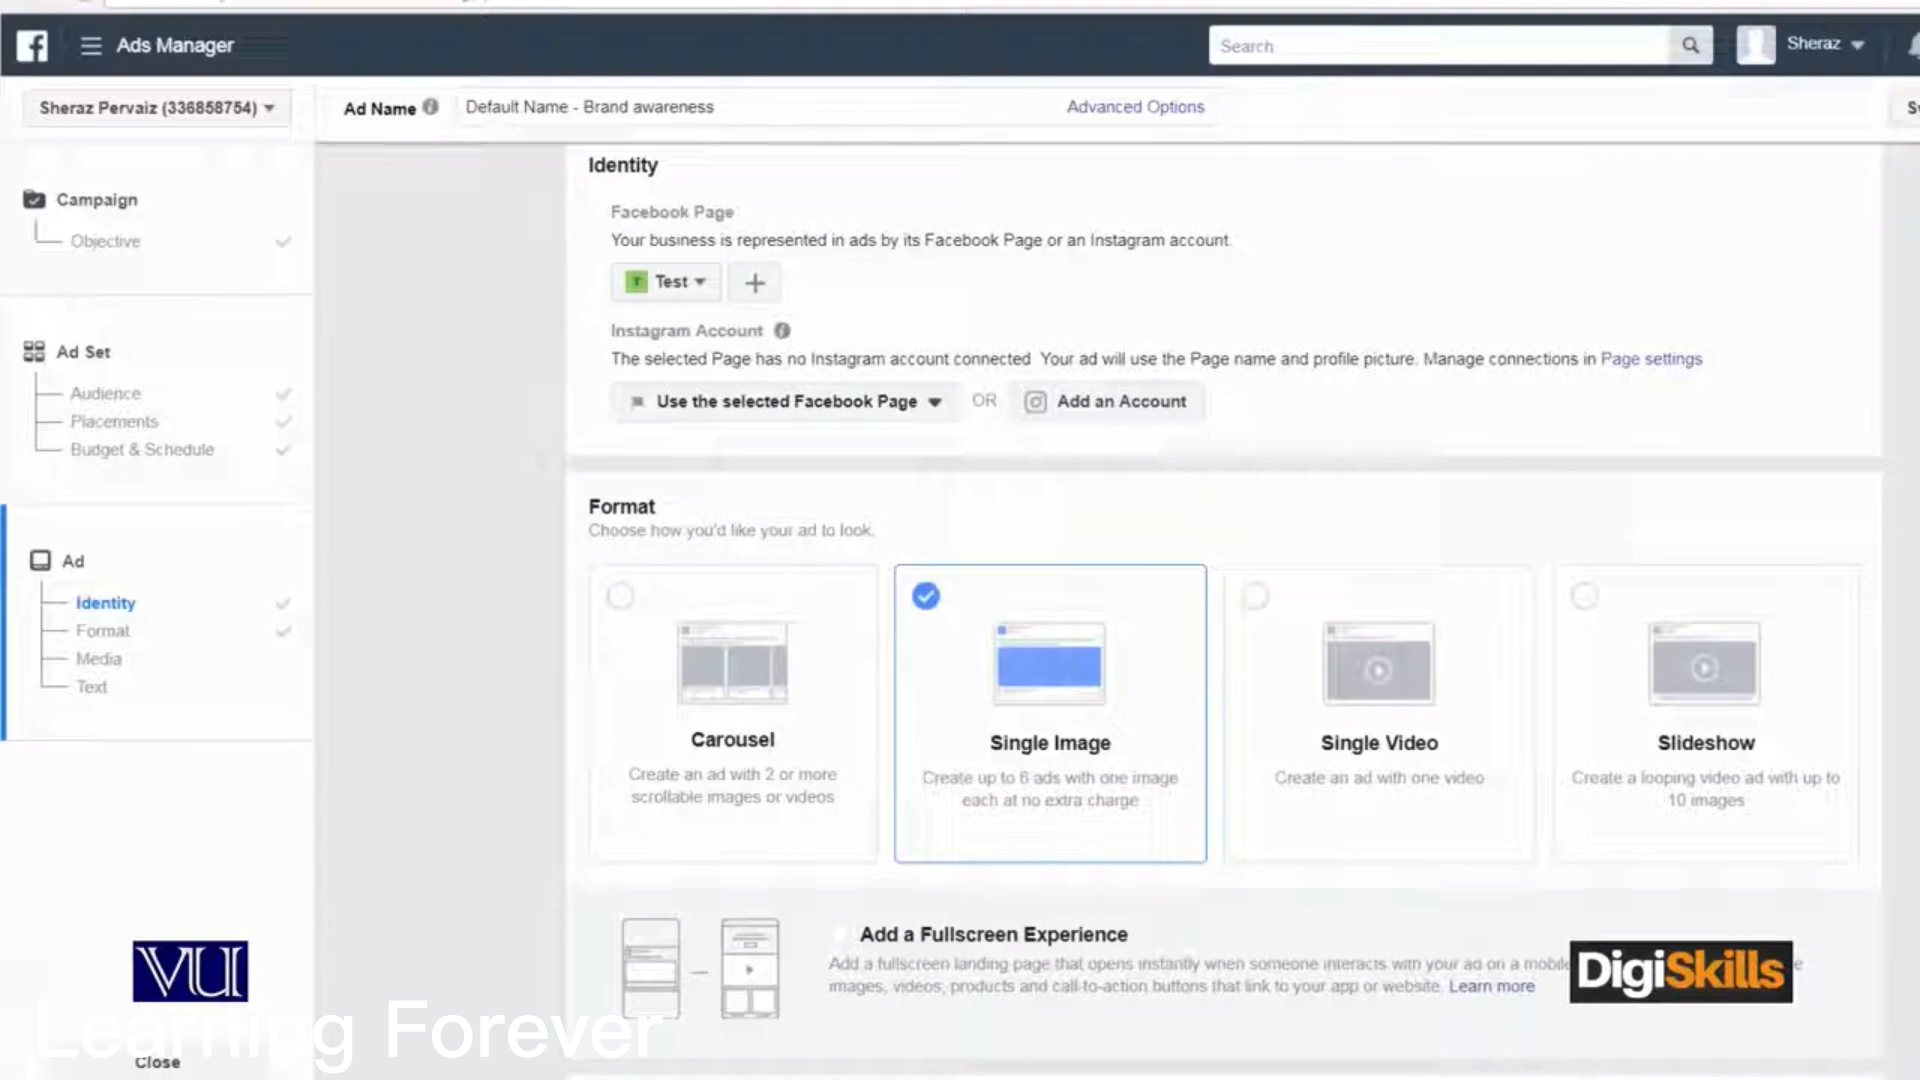 Ads Manager
Search
Sheraz
Sheraz Pervaiz (336858754)
Ad Name
Default Name - Brand awareness
Advanced Options
Campaign
Objective
Ad Set
Audience
Placements
Budget & Schedule
Ad
Identity
Format
Media
Text
Close
Identity
Facebook Page
Your business is represented in ads by its Facebook Page or an Instagram account.
Test
Instagram Account
The selected Page has no Instagram account connected Your ad will use the Page name and profile picture. Manage connections in Page settings
Use the selected Facebook Page
OR
Add an Account
Format
Choose how you'd like your ad to look.
Carousel
Create an ad with 2 or more
scrollable images or videos
Single Image
Create up to 6 ads with one image
each at no extra charge
Single Video
Create an ad with one video
Slideshow
Create a looping video ad with up to
10 images
Add a Fullscreen Experience
Add a fullscreen landing page that opens instantly when someone interacts with your ad on a mobile
images, videos, products and call-to-action buttons that link to your app or website. Learn more
VU
DigiSkills
Learning Forever